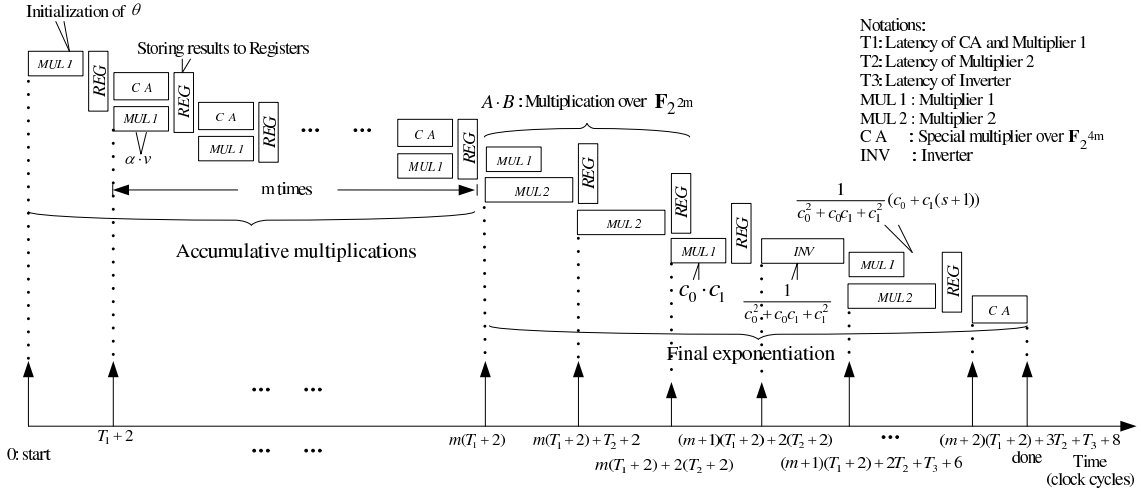 Initialization of θ
MUL 1
REG
Storing results to Registers
C A
MUL 1
REG
α · v
C A
MUL 1
REG
... ...
C A
MUL 1
REG
m times
Accumulative multiplications
A · B : Multiplication over F_{2^{2m}}
MUL 1
MUL 2
REG
MUL 2
REG
MUL 1
REG
c_0 · c_1
INV
\frac{1}{c_0^2 + c_0c_1 + c_1^2}
\frac{1}{c_0^2 + c_0c_1 + c_1^2}(c_0 + c_1(s+1))
MUL 1
MUL 2
REG
C A
Final exponentiation
Notations:
T1: Latency of CA and Multiplier 1
T2: Latency of Multiplier 2
T3: Latency of Inverter
MUL 1 : Multiplier 1
MUL 2 : Multiplier 2
C A : Special multiplier over F_{2^{4m}}
INV : Inverter
... ...
... ...
0: start
T_1 + 2
m(T_1 + 2)
m(T_1 + 2) + T_2 + 2
m(T_1 + 2) + 2(T_2 + 2)
(m+1)(T_1 + 2) + 2(T_2 + 2)
...
(m+1)(T_1 + 2) + 2T_2 + T_3 + 6
(m+2)(T_1 + 2) + 3T_2 + T_3 + 8
done
Time
(clock cycles)